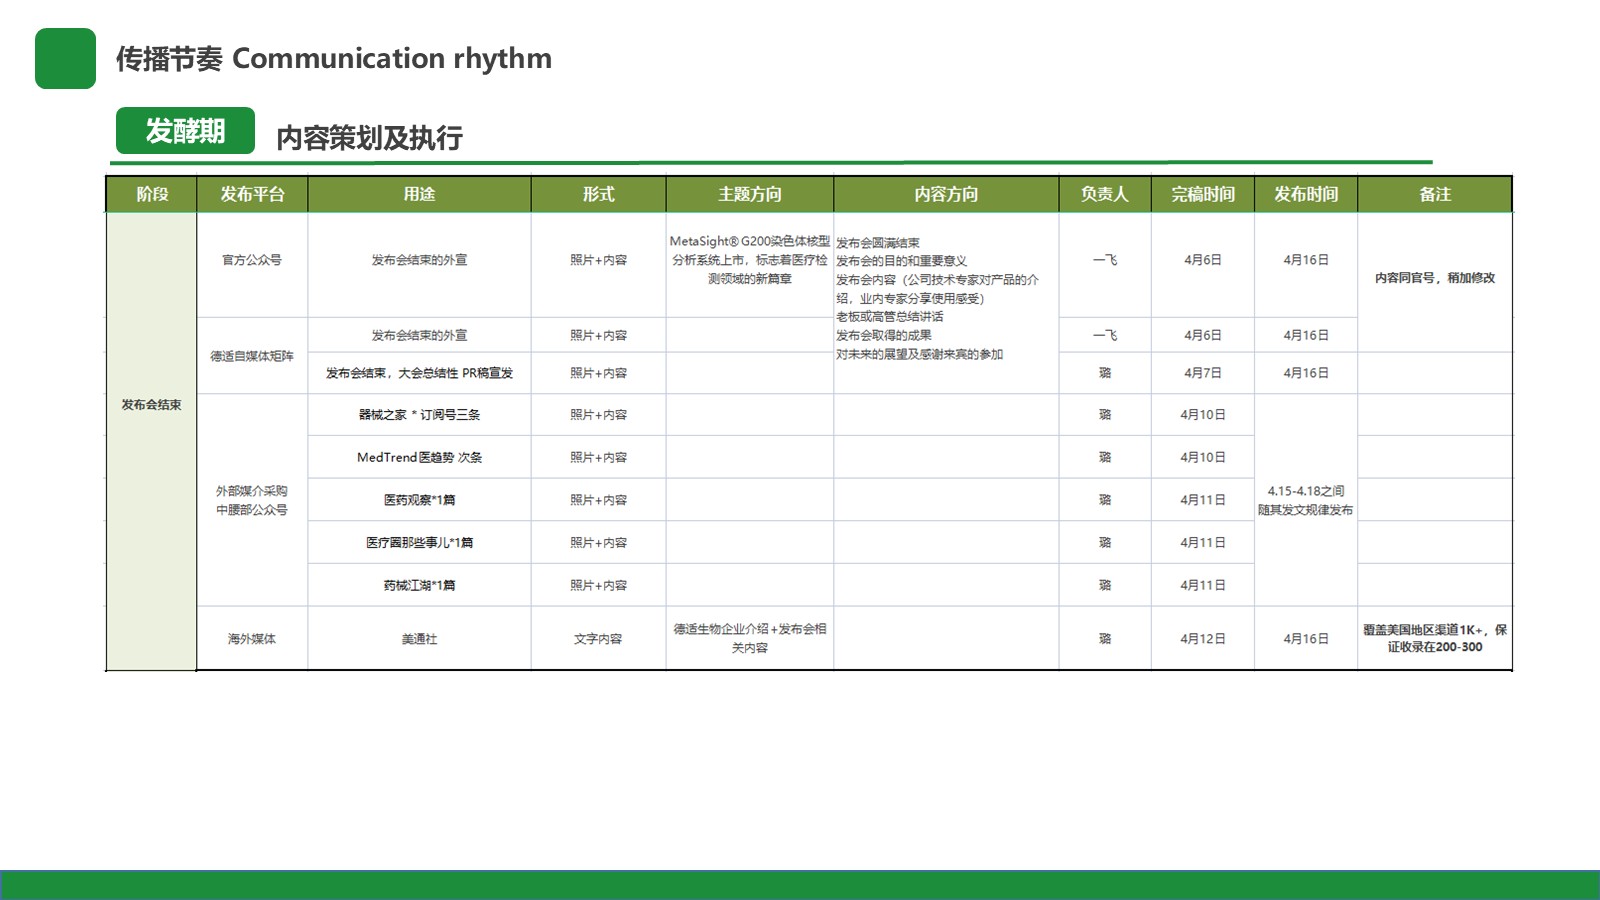 传播节奏 Communication rhythm
发酵期
内容策划及执行
阶段 发布平台 用途 形式 主题方向 内容方向 负责人 完稿时间 发布时间 备注
发布会结束
官方公众号 发布会结束的外宣 照片+内容
MetaSight® G200染色体核型
分析系统上市，标志着医疗检
测领域的新篇章
发布会圆满结束
发布会的目的和重要意义
发布会内容（公司技术专家对产品的介
绍，业内专家分享使用感受）
老板或高管总结讲话
发布会取得的成果
对未来的展望及感谢来宾的参加
一飞 4月6日 4月16日
内容同官号，稍加修改
德适自媒体矩阵
发布会结束的外宣 照片+内容 一飞 4月6日 4月16日
发布会结束，大会总结性 PR稿宣发 照片+内容 璐 4月7日 4月16日
外部媒介采购
中腰部公众号
器械之家 * 订阅号三条 照片+内容 璐 4月10日
MedTrend医趋势 次条 照片+内容 璐 4月10日
医药观察*1篇 照片+内容 璐 4月11日
医疗圈那些事儿*1篇 照片+内容 璐 4月11日
药械江湖*1篇 照片+内容 璐 4月11日
4.15-4.18之间
随其发文规律发布
海外媒体 美通社 文字内容
德适生物企业介绍+发布会相
关内容
璐 4月12日 4月16日
覆盖美国地区渠道1K+，保
证收录在200-300